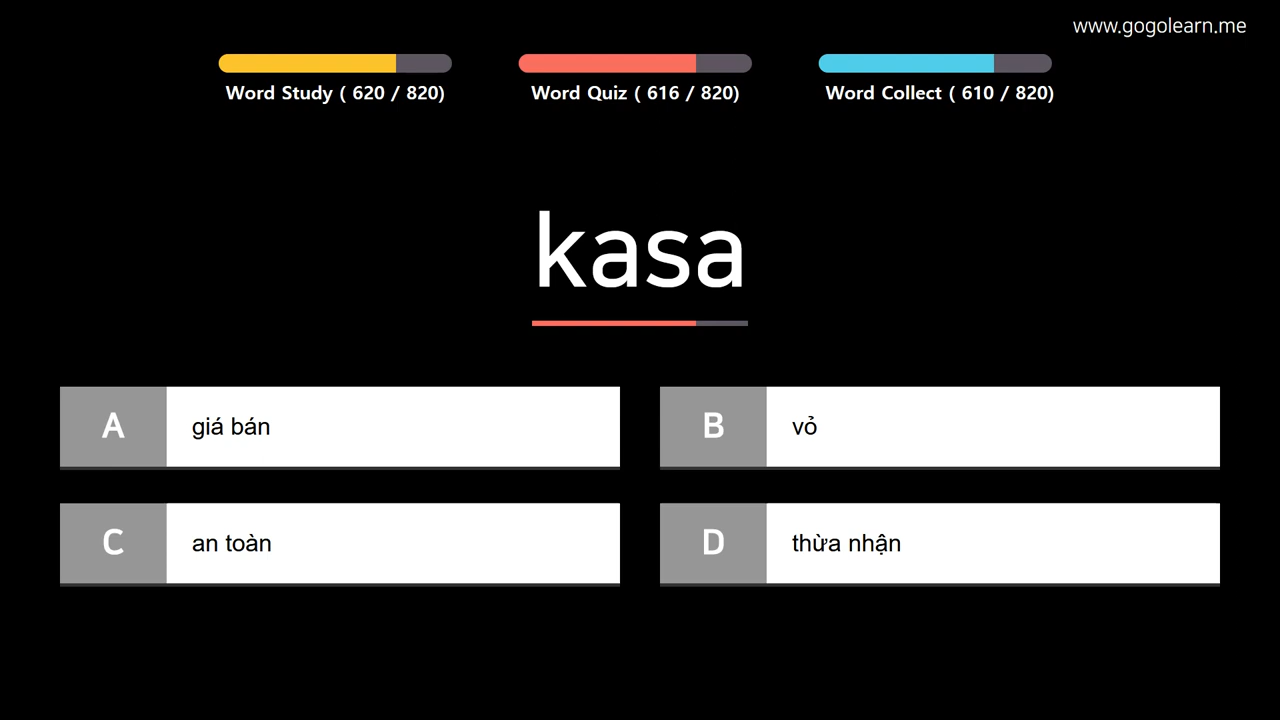 www.gogolearn.me
Word Study ( 620 / 820)
Word Quiz ( 616 / 820)
Word Collect ( 610 / 820)
kasa
A giá bán
B vỏ
C an toàn
D thừa nhận